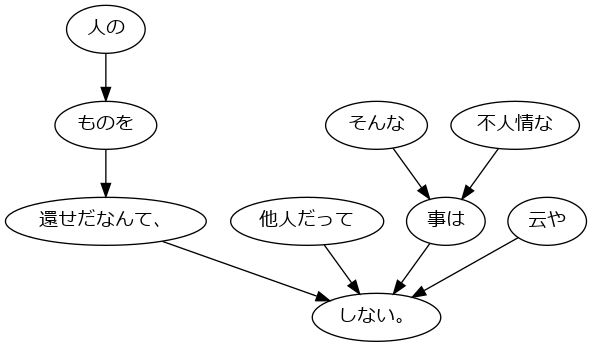 人の
ものを
そんな
不人情な
還せだなんて、
他人だって
事は
云や
しない。